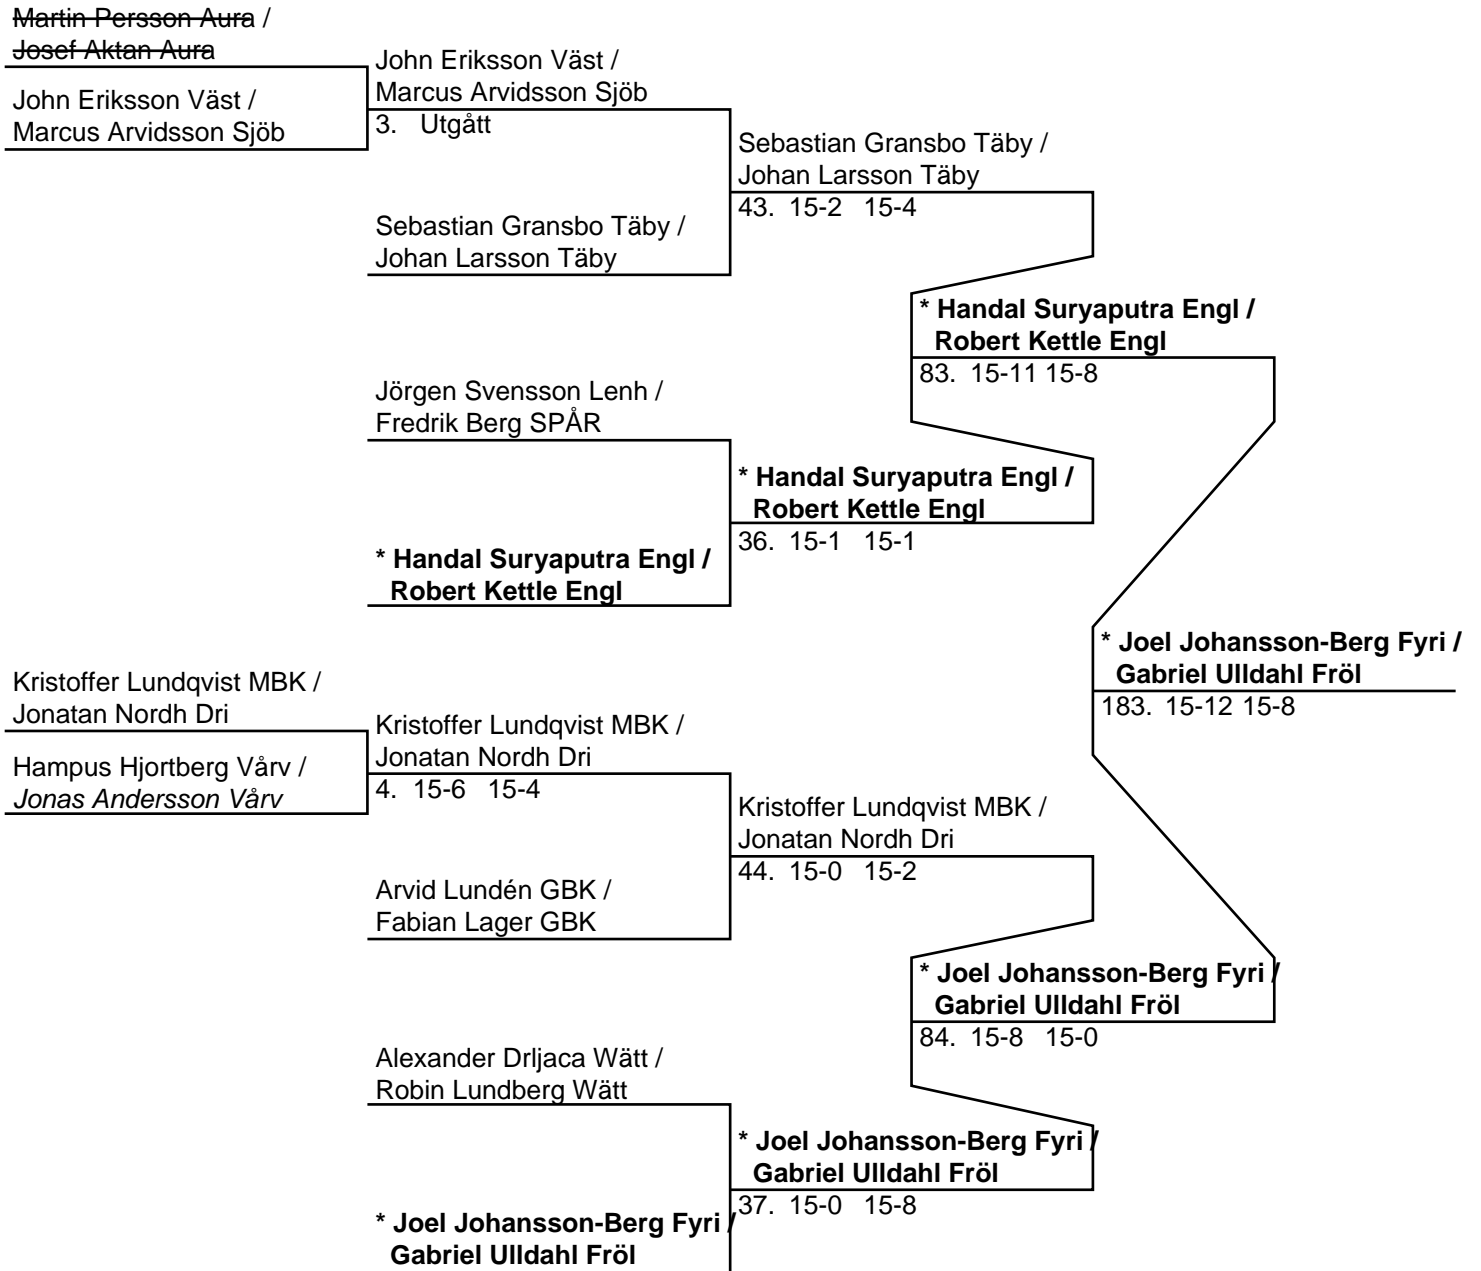 Martin Persson Aura /
Josef Aktan Aura
John Eriksson Väst /
Marcus Arvidsson Sjöb
John Eriksson Väst /
Marcus Arvidsson Sjöb
3. Utgått
Sebastian Gransbo Täby /
Johan Larsson Täby
43. 15-2 15-4
Sebastian Gransbo Täby /
Johan Larsson Täby
* Handal Suryaputra Engl /
Robert Kettle Engl
83. 15-11 15-8
Jörgen Svensson Lenh /
Fredrik Berg SPÅR
* Handal Suryaputra Engl /
Robert Kettle Engl
36. 15-1 15-1
* Handal Suryaputra Engl /
Robert Kettle Engl
* Joel Johansson-Berg Fyri /
Gabriel Ulldahl Fröl
183. 15-12 15-8
Kristoffer Lundqvist MBK /
Jonatan Nordh Dri
Hampus Hjortberg Vårv /
Jonas Andersson Vårv
Kristoffer Lundqvist MBK /
Jonatan Nordh Dri
4. 15-6 15-4
Kristoffer Lundqvist MBK /
Jonatan Nordh Dri
44. 15-0 15-2
Arvid Lundén GBK /
Fabian Lager GBK
* Joel Johansson-Berg Fyri /
Gabriel Ulldahl Fröl
84. 15-8 15-0
Alexander Drljaca Wätt /
Robin Lundberg Wätt
* Joel Johansson-Berg Fyri /
Gabriel Ulldahl Fröl
37. 15-0 15-8
* Joel Johansson-Berg Fyri /
Gabriel Ulldahl Fröl